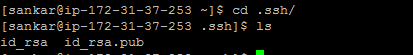 [sankar@ip-172-31-37-253 ~]$ cd .ssh/
[sankar@ip-172-31-37-253 .ssh]$ ls
id_rsa  id_rsa.pub